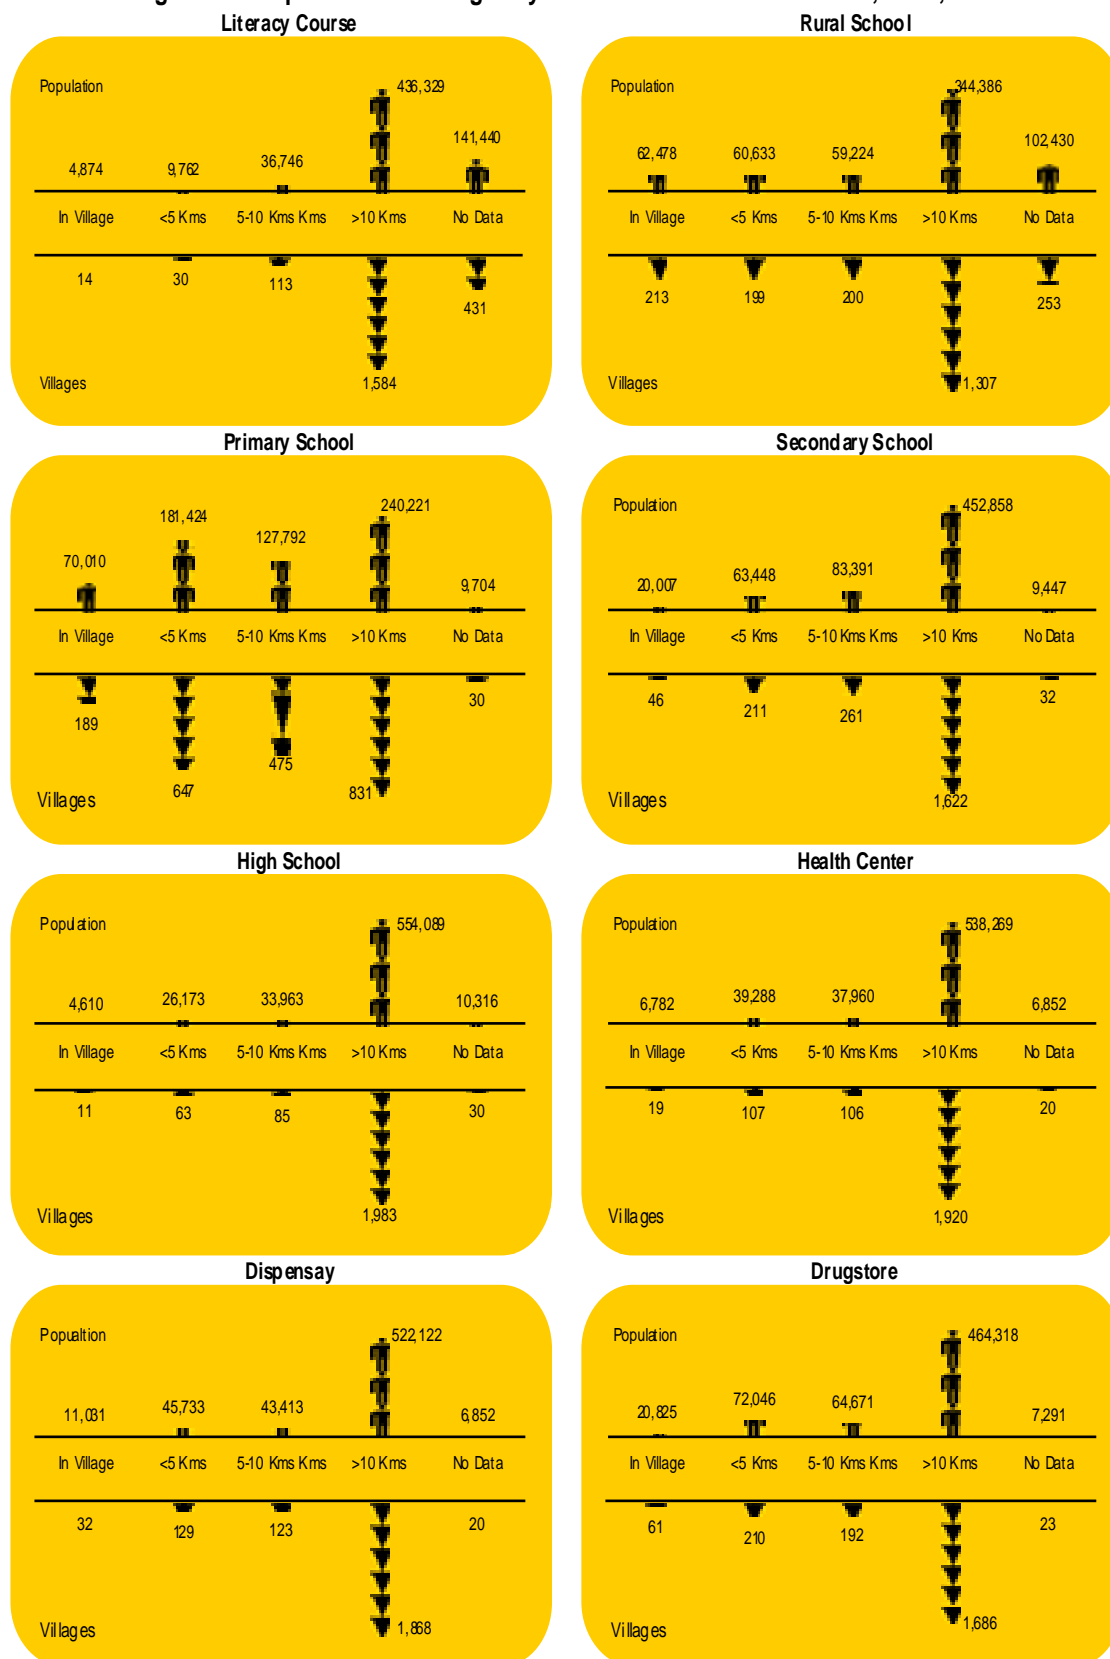 Literacy Course
Rural School
Population
436,329
141,440
4,874
9,762
36,746
In Village <5 Kms 5-10 Kms Kms >10 Kms No Data
14
30
113
431
1,584
Villages
Population
344,386
102,430
62,478
60,633
59,224
In Village <5 Kms 5-10 Kms Kms >10 Kms No Data
213
199
200
253
1,307
Villages
Primary School
Secondary School
240,221
181,424
127,792
70,010
9,704
In Village <5 Kms 5-10 Kms Kms >10 Kms No Data
189
30
475
647
831
Villages
Population
452,858
20,007
63,448
83,391
9,447
In Village <5 Kms 5-10 Kms Kms >10 Kms No Data
46
211
261
32
1,622
Villages
High School
Health Center
Population
554,089
4,610
26,173
33,963
10,316
In Village <5 Kms 5-10 Kms Kms >10 Kms No Data
11
63
85
30
1,983
Villages
Population
538,269
6,782
39,288
37,960
6,852
In Village <5 Kms 5-10 Kms Kms >10 Kms No Data
19
107
106
20
1,920
Villages
Dispensay
Drugstore
Popualtion
522,122
11,031
45,733
43,413
6,852
In Village <5 Kms 5-10 Kms Kms >10 Kms No Data
32
129
123
20
1,868
Villages
Population
464,318
20,825
72,046
64,671
7,291
In Village <5 Kms 5-10 Kms Kms >10 Kms No Data
61
210
192
23
1,686
Villages